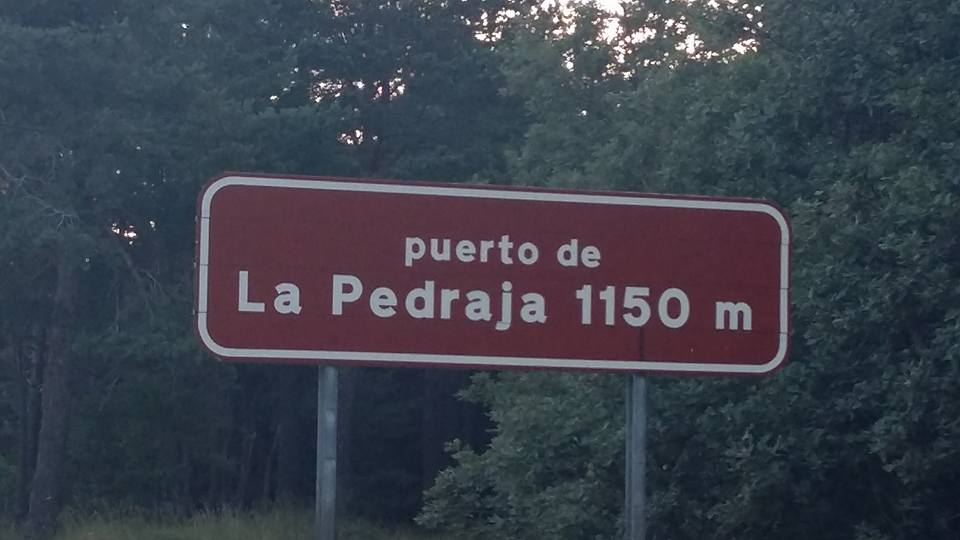 puerto de
La Pedraja 1150 m